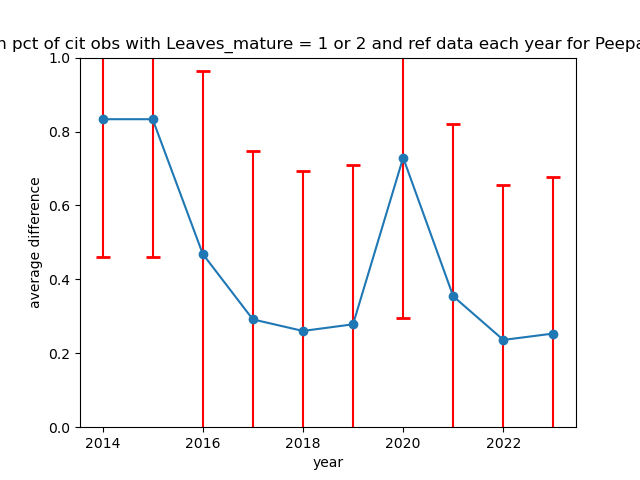 pct of cit obs with Leaves_mature = 1 or 2 and ref data each year for
1.0
0.8
0.6
0.4
0.2
0.0
average difference
2014 2016 2018 2020 2022
year